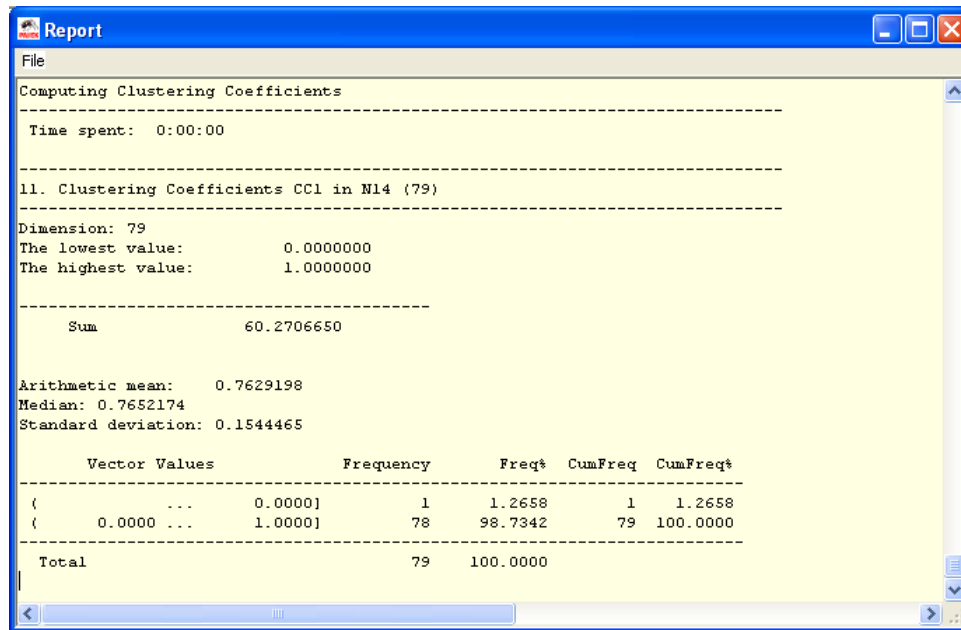 Report
File
Computing Clustering Coefficients
------------------------------------------------------------------------------
Time spent:  0:00:00
------------------------------------------------------------------------------
11. Clustering Coefficients CC1 in N14 (79)
------------------------------------------------------------------------------
Dimension: 79
The lowest value:          0.0000000
The highest value:         1.0000000
------------------------------------------
Sum                60.2706650
Arithmetic mean:    0.7629198
Median: 0.7652174
Standard deviation: 0.1544465
Vector Values             Frequency       Freq%  CumFreq  CumFreq%
--------------------------------------------------------------------------
(             ...      0.0000]           1      1.2658        1    1.2658
(      0.0000 ...      1.0000]          78     98.7342       79  100.0000
--------------------------------------------------------------------------
Total                                 79    100.0000